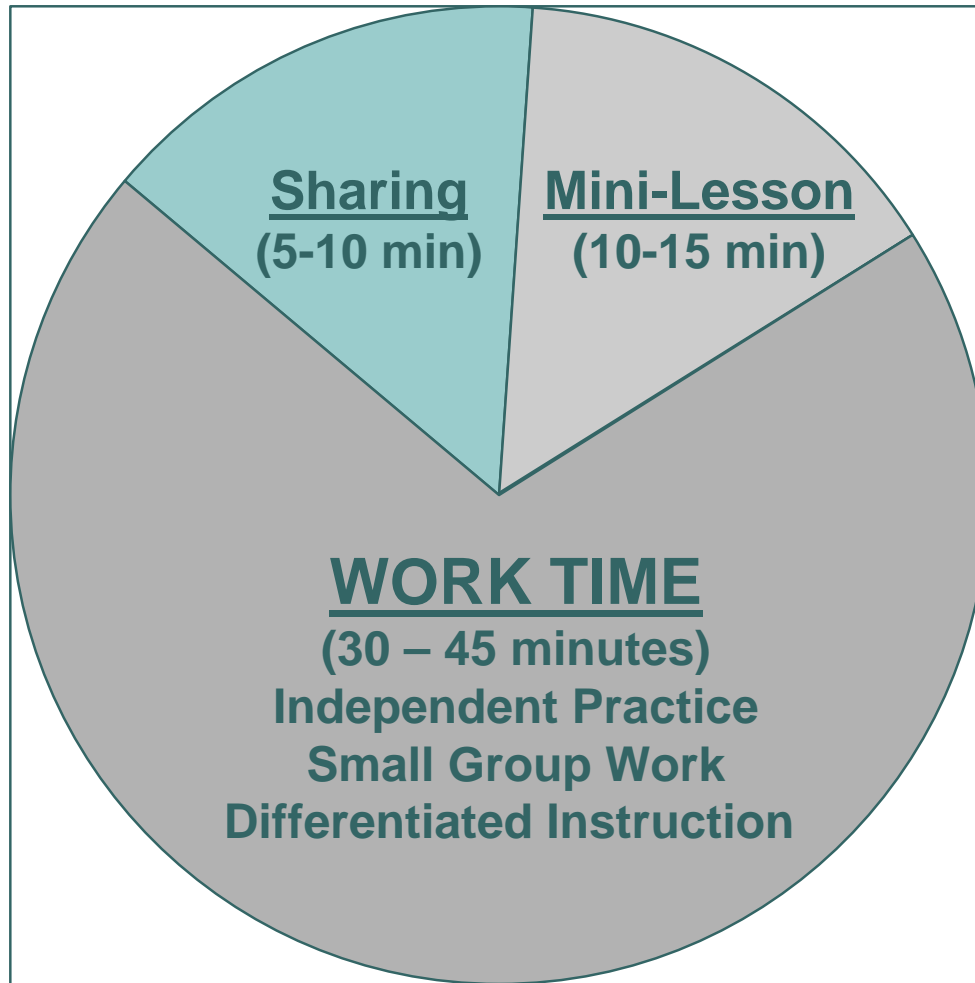 Sharing
(5-10 min)
Mini-Lesson
(10-15 min)
WORK TIME
(30 – 45 minutes)
Independent Practice
Small Group Work
Differentiated Instruction